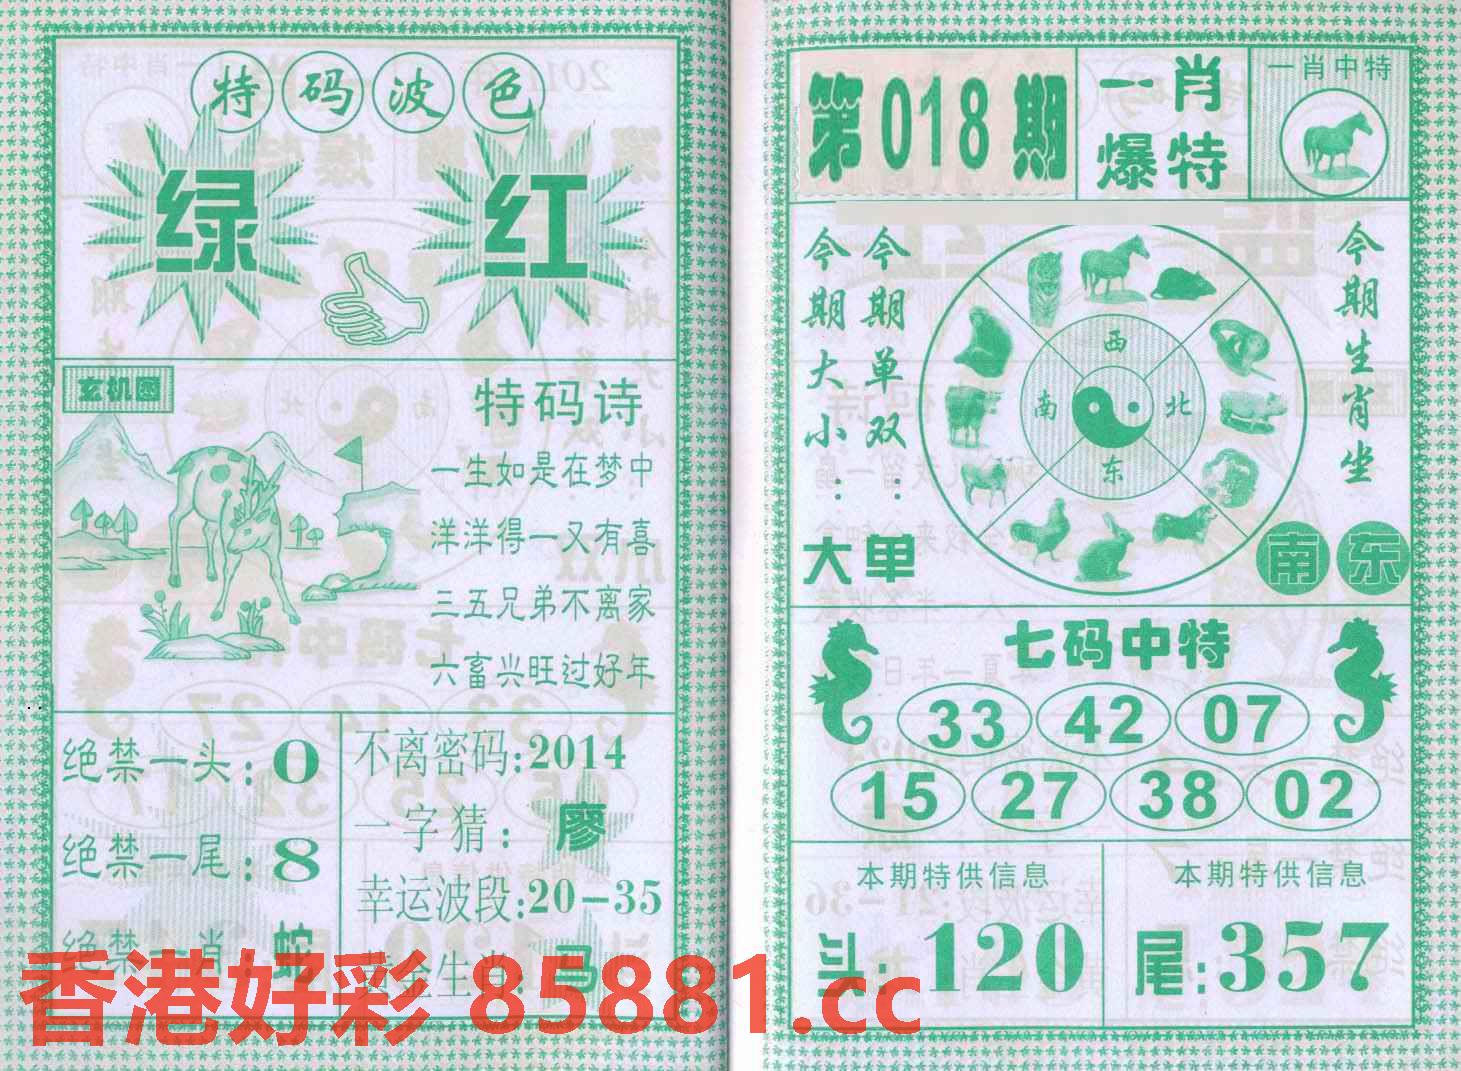 特码波色
绿 红
玄机图
特码诗
一生如是在梦中
洋洋得一又有喜
三五兄弟不离家
六畜兴旺过好年
绝禁一头:0
绝禁一尾:8
绝禁一肖:蛇
不离密码:2014
一字猜:廖
幸运波段:20-35
黄金生肖:马
第018期
一肖爆特
一肖中特
今期大小:大
今期单双:单
西
南 北
东
今期生肖坐
南东
七码中特
33 42 07
15 27 38 02
本期特供信息
头:120
本期特供信息
尾:357
香港好彩 85881.cc